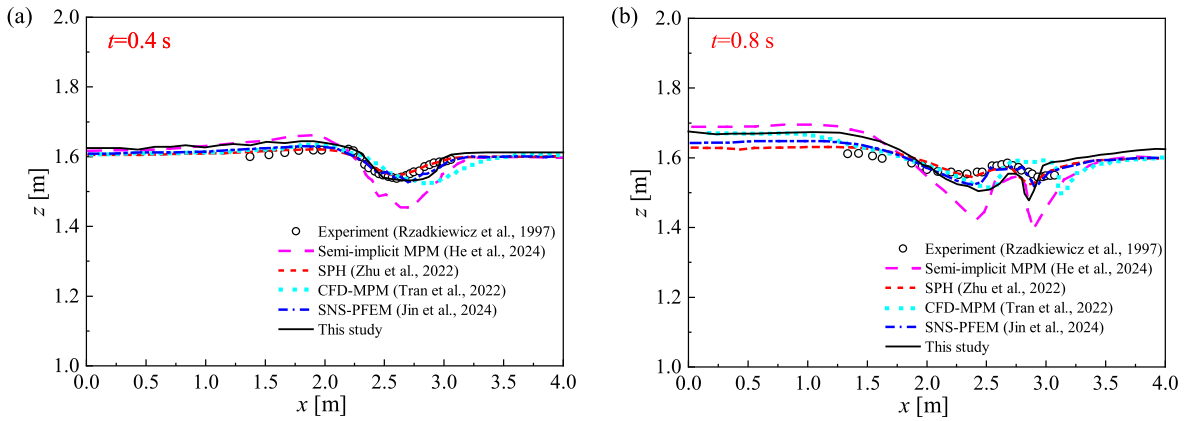 (a)
t=0.4 s
2.0
1.8
1.6
1.4
1.2
1.0
z [m]
Experiment (Rzadkiewicz et al., 1997)
Semi-implicit MPM (He et al., 2024)
SPH (Zhu et al., 2022)
CFD-MPM (Tran et al., 2022)
SNS-PFEM (Jin et al., 2024)
This study
0.0 0.5 1.0 1.5 2.0 2.5 3.0 3.5 4.0
x [m]
(b)
t=0.8 s
2.0
1.8
1.6
1.4
1.2
1.0
z [m]
Experiment (Rzadkiewicz et al., 1997)
Semi-implicit MPM (He et al., 2024)
SPH (Zhu et al., 2022)
CFD-MPM (Tran et al., 2022)
SNS-PFEM (Jin et al., 2024)
This study
0.0 0.5 1.0 1.5 2.0 2.5 3.0 3.5 4.0
x [m]